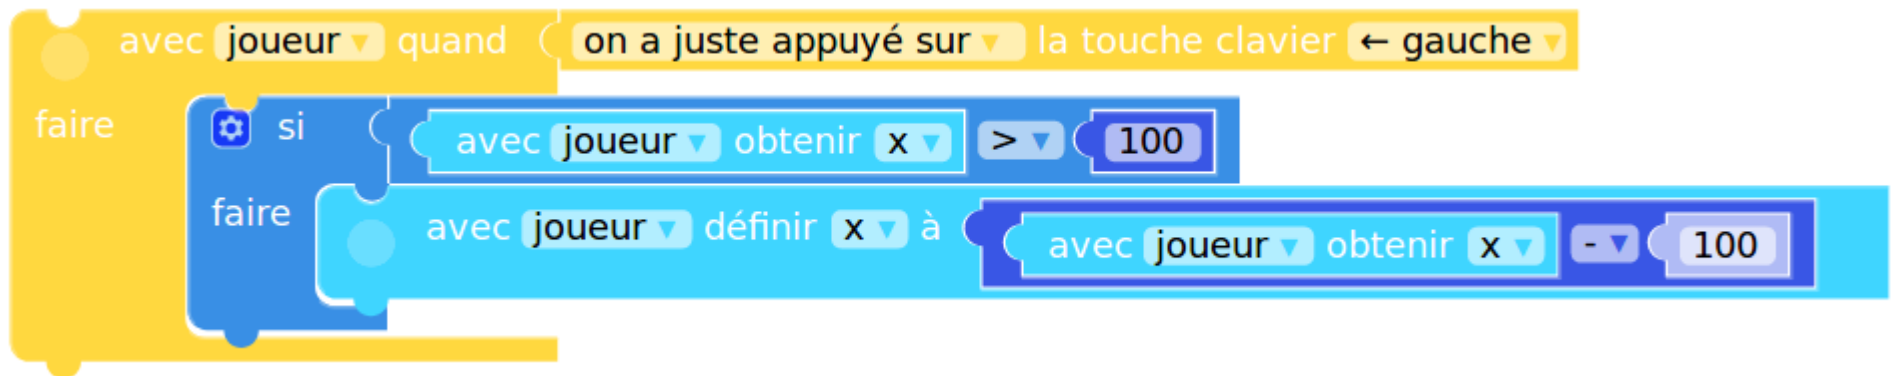 avec joueur quand on a juste appuyé sur la touche clavier ← gauche
faire si avec joueur obtenir x > 100
faire avec joueur définir x à avec joueur obtenir x - 100